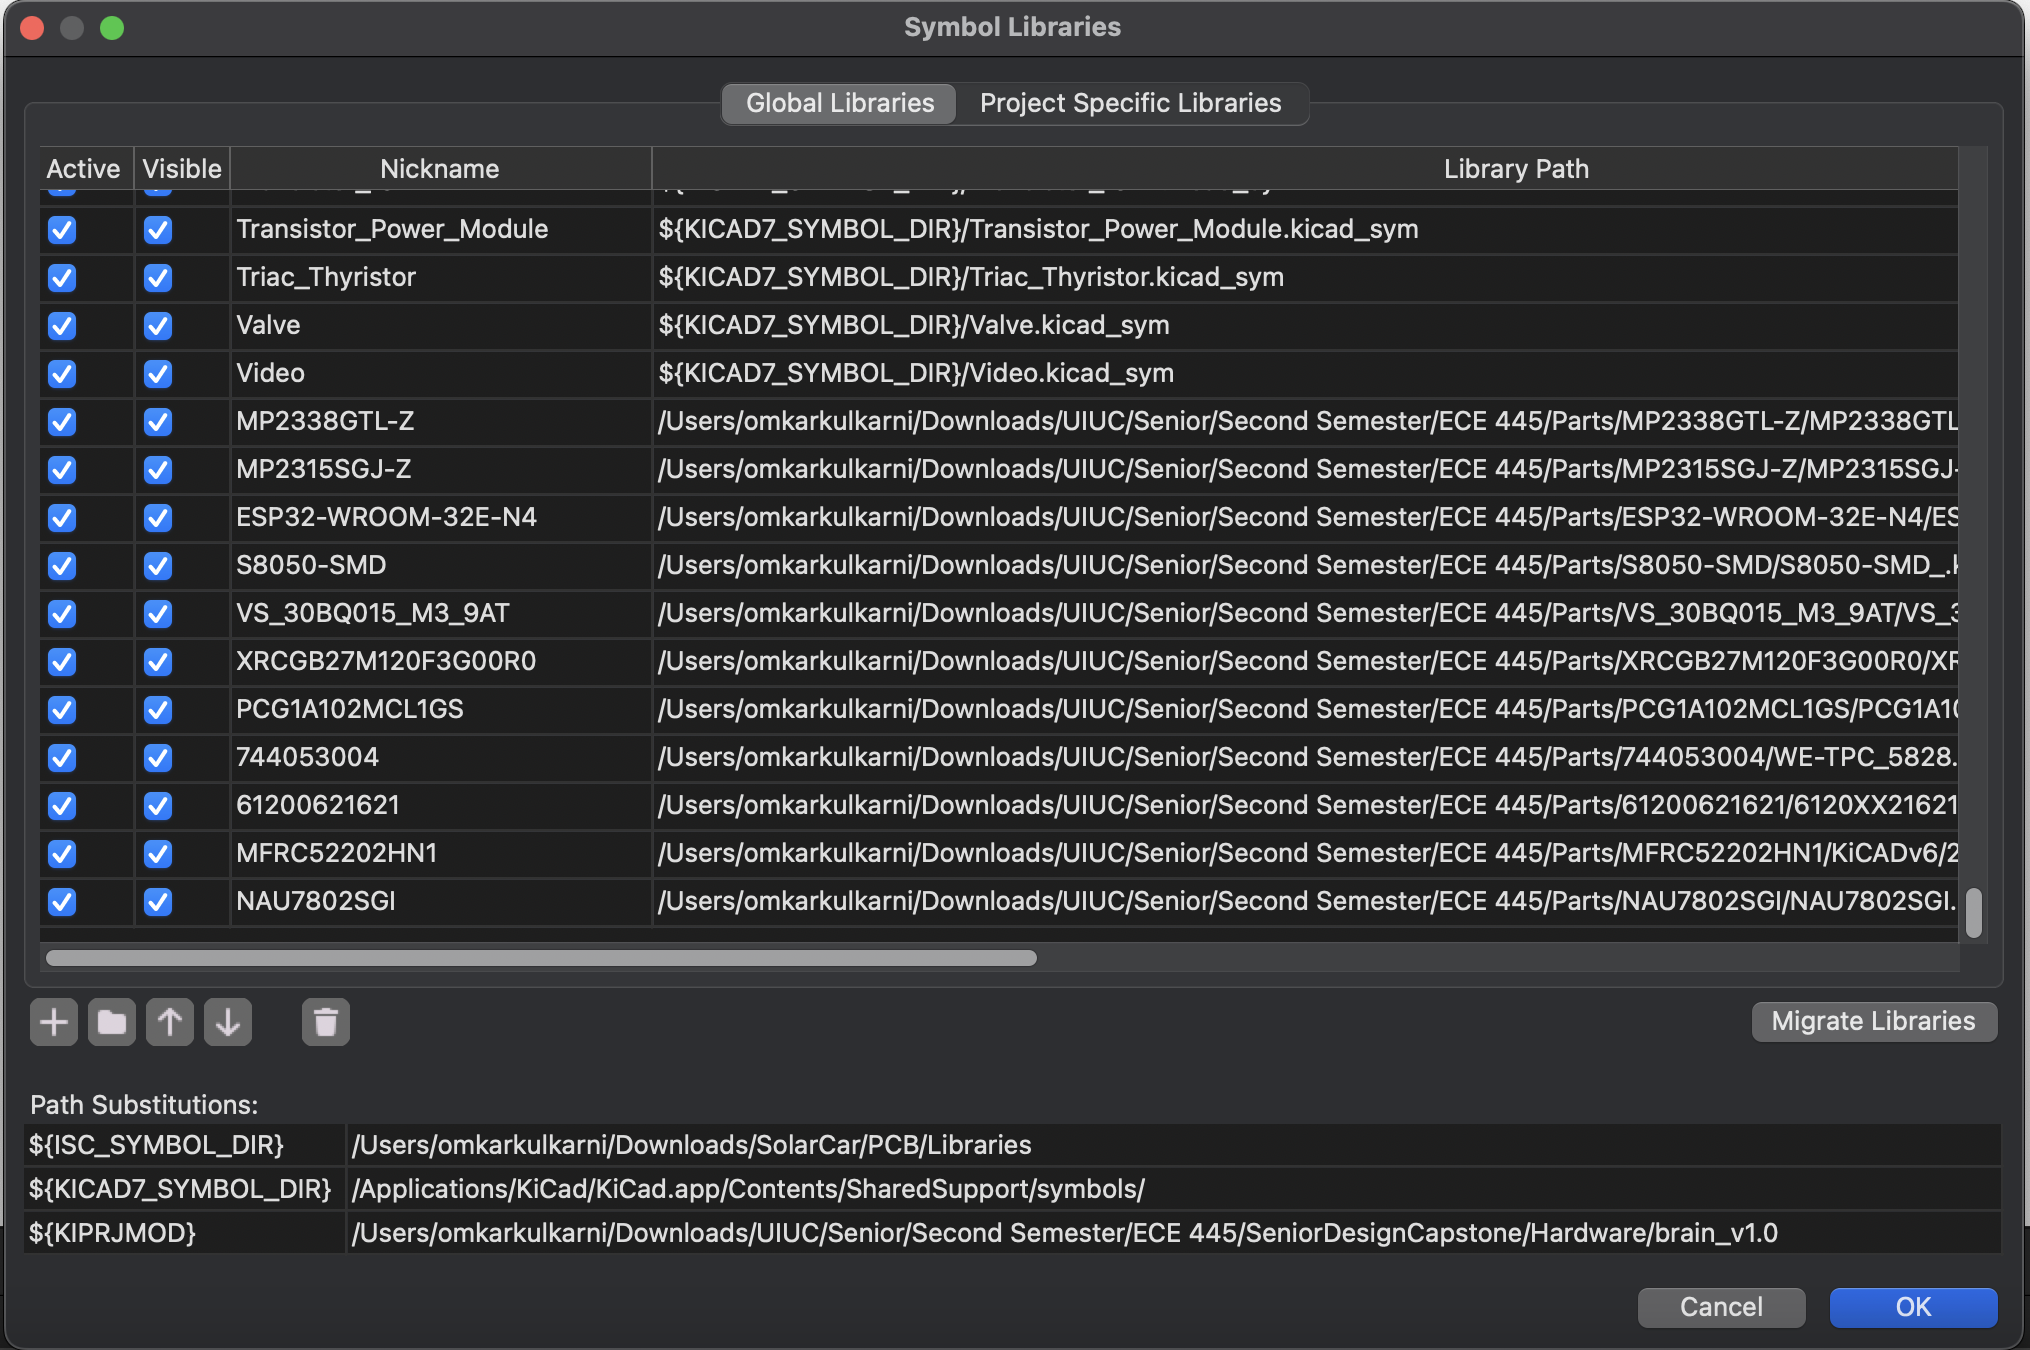 Symbol Libraries
Global Libraries Project Specific Libraries
Active Visible Nickname Library Path
Transistor_Power_Module ${KICAD7_SYMBOL_DIR}/Transistor_Power_Module.kicad_sym
Triac_Thyristor ${KICAD7_SYMBOL_DIR}/Triac_Thyristor.kicad_sym
Valve ${KICAD7_SYMBOL_DIR}/Valve.kicad_sym
Video ${KICAD7_SYMBOL_DIR}/Video.kicad_sym
MP2338GTL-Z /Users/omkarkulkarni/Downloads/UIUC/Senior/Second Semester/ECE 445/Parts/MP2338GTL-Z/MP2338GTL
MP2315SGJ-Z /Users/omkarkulkarni/Downloads/UIUC/Senior/Second Semester/ECE 445/Parts/MP2315SGJ-Z/MP2315SGJ-
ESP32-WROOM-32E-N4 /Users/omkarkulkarni/Downloads/UIUC/Senior/Second Semester/ECE 445/Parts/ESP32-WROOM-32E-N4/ES
S8050-SMD /Users/omkarkulkarni/Downloads/UIUC/Senior/Second Semester/ECE 445/Parts/S8050-SMD/S8050-SMD_.k
VS_30BQ015_M3_9AT /Users/omkarkulkarni/Downloads/UIUC/Senior/Second Semester/ECE 445/Parts/VS_30BQ015_M3_9AT/VS_3
XRCGB27M120F3G00R0 /Users/omkarkulkarni/Downloads/UIUC/Senior/Second Semester/ECE 445/Parts/XRCGB27M120F3G00R0/XR
PCG1A102MCL1GS /Users/omkarkulkarni/Downloads/UIUC/Senior/Second Semester/ECE 445/Parts/PCG1A102MCL1GS/PCG1A10
744053004 /Users/omkarkulkarni/Downloads/UIUC/Senior/Second Semester/ECE 445/Parts/744053004/WE-TPC_5828.
61200621621 /Users/omkarkulkarni/Downloads/UIUC/Senior/Second Semester/ECE 445/Parts/61200621621/6120XX21621
MFRC52202HN1 /Users/omkarkulkarni/Downloads/UIUC/Senior/Second Semester/ECE 445/Parts/MFRC52202HN1/KiCADv6/2
NAU7802SGI /Users/omkarkulkarni/Downloads/UIUC/Senior/Second Semester/ECE 445/Parts/NAU7802SGI/NAU7802SGI.
Migrate Libraries
Path Substitutions:
${ISC_SYMBOL_DIR} /Users/omkarkulkarni/Downloads/SolarCar/PCB/Libraries
${KICAD7_SYMBOL_DIR} /Applications/KiCad/KiCad.app/Contents/SharedSupport/symbols/
${KIPRJMOD} /Users/omkarkulkarni/Downloads/UIUC/Senior/Second Semester/ECE 445/SeniorDesignCapstone/Hardware/brain_v1.0
Cancel OK